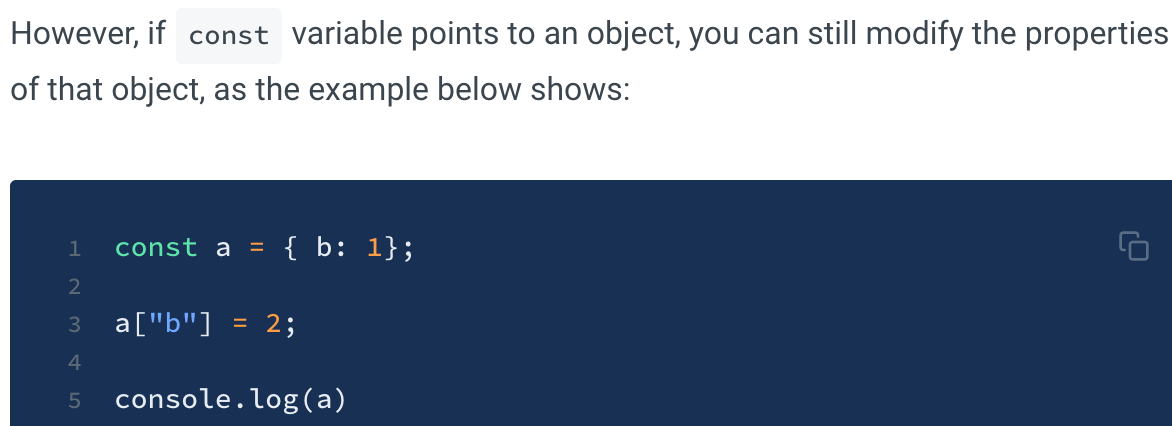 However, if const variable points to an object, you can still modify the properties
of that object, as the example below shows:
1 const a = { b: 1};
2
3 a["b"] = 2;
4
5 console.log(a)